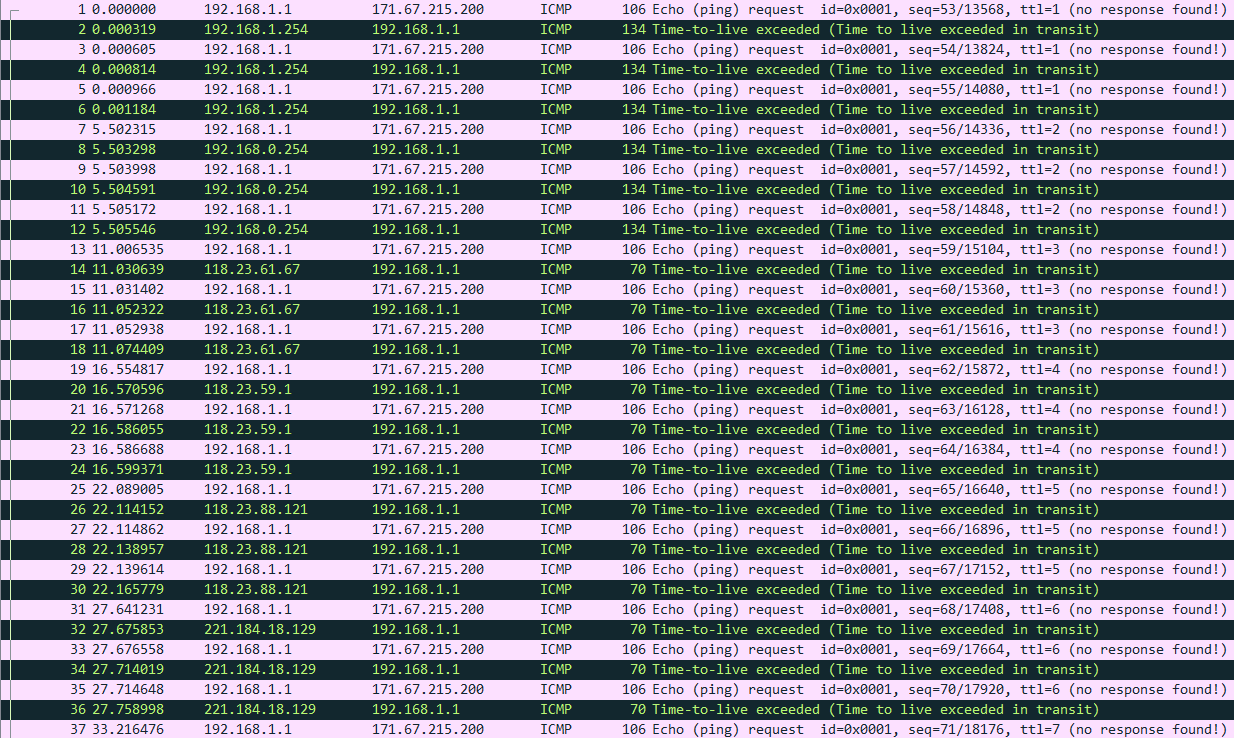 1 0.000000 192.168.1.1 171.67.215.200 ICMP 106 Echo (ping) request id=0x0001, seq=53/13568, ttl=1 (no response found!)
2 0.000319 192.168.1.254 192.168.1.1 ICMP 134 Time-to-live exceeded (Time to live exceeded in transit)
3 0.000605 192.168.1.1 171.67.215.200 ICMP 106 Echo (ping) request id=0x0001, seq=54/13824, ttl=1 (no response found!)
4 0.000814 192.168.1.254 192.168.1.1 ICMP 134 Time-to-live exceeded (Time to live exceeded in transit)
5 0.000966 192.168.1.1 171.67.215.200 ICMP 106 Echo (ping) request id=0x0001, seq=55/14080, ttl=1 (no response found!)
6 0.001184 192.168.1.254 192.168.1.1 ICMP 134 Time-to-live exceeded (Time to live exceeded in transit)
7 5.502315 192.168.1.1 171.67.215.200 ICMP 106 Echo (ping) request id=0x0001, seq=56/14336, ttl=2 (no response found!)
8 5.503298 192.168.0.254 192.168.1.1 ICMP 134 Time-to-live exceeded (Time to live exceeded in transit)
9 5.503998 192.168.1.1 171.67.215.200 ICMP 106 Echo (ping) request id=0x0001, seq=57/14592, ttl=2 (no response found!)
10 5.504591 192.168.0.254 192.168.1.1 ICMP 134 Time-to-live exceeded (Time to live exceeded in transit)
11 5.505172 192.168.1.1 171.67.215.200 ICMP 106 Echo (ping) request id=0x0001, seq=58/14848, ttl=2 (no response found!)
12 5.505546 192.168.0.254 192.168.1.1 ICMP 134 Time-to-live exceeded (Time to live exceeded in transit)
13 11.006535 192.168.1.1 171.67.215.200 ICMP 106 Echo (ping) request id=0x0001, seq=59/15104, ttl=3 (no response found!)
14 11.030639 118.23.61.67 192.168.1.1 ICMP 70 Time-to-live exceeded (Time to live exceeded in transit)
15 11.031402 192.168.1.1 171.67.215.200 ICMP 106 Echo (ping) request id=0x0001, seq=60/15360, ttl=3 (no response found!)
16 11.052322 118.23.61.67 192.168.1.1 ICMP 70 Time-to-live exceeded (Time to live exceeded in transit)
17 11.052938 192.168.1.1 171.67.215.200 ICMP 106 Echo (ping) request id=0x0001, seq=61/15616, ttl=3 (no response found!)
18 11.074409 118.23.61.67 192.168.1.1 ICMP 70 Time-to-live exceeded (Time to live exceeded in transit)
19 16.554817 192.168.1.1 171.67.215.200 ICMP 106 Echo (ping) request id=0x0001, seq=62/15872, ttl=4 (no response found!)
20 16.570596 118.23.59.1 192.168.1.1 ICMP 70 Time-to-live exceeded (Time to live exceeded in transit)
21 16.571268 192.168.1.1 171.67.215.200 ICMP 106 Echo (ping) request id=0x0001, seq=63/16128, ttl=4 (no response found!)
22 16.586055 118.23.59.1 192.168.1.1 ICMP 70 Time-to-live exceeded (Time to live exceeded in transit)
23 16.586688 192.168.1.1 171.67.215.200 ICMP 106 Echo (ping) request id=0x0001, seq=64/16384, ttl=4 (no response found!)
24 16.599371 118.23.59.1 192.168.1.1 ICMP 70 Time-to-live exceeded (Time to live exceeded in transit)
25 22.089005 192.168.1.1 171.67.215.200 ICMP 106 Echo (ping) request id=0x0001, seq=65/16640, ttl=5 (no response found!)
26 22.114152 118.23.88.121 192.168.1.1 ICMP 70 Time-to-live exceeded (Time to live exceeded in transit)
27 22.114862 192.168.1.1 171.67.215.200 ICMP 106 Echo (ping) request id=0x0001, seq=66/16896, ttl=5 (no response found!)
28 22.138957 118.23.88.121 192.168.1.1 ICMP 70 Time-to-live exceeded (Time to live exceeded in transit)
29 22.139614 192.168.1.1 171.67.215.200 ICMP 106 Echo (ping) request id=0x0001, seq=67/17152, ttl=5 (no response found!)
30 22.165779 118.23.88.121 192.168.1.1 ICMP 70 Time-to-live exceeded (Time to live exceeded in transit)
31 27.641231 192.168.1.1 171.67.215.200 ICMP 106 Echo (ping) request id=0x0001, seq=68/17408, ttl=6 (no response found!)
32 27.675853 221.184.18.129 192.168.1.1 ICMP 70 Time-to-live exceeded (Time to live exceeded in transit)
33 27.676558 192.168.1.1 171.67.215.200 ICMP 106 Echo (ping) request id=0x0001, seq=69/17664, ttl=6 (no response found!)
34 27.714019 221.184.18.129 192.168.1.1 ICMP 70 Time-to-live exceeded (Time to live exceeded in transit)
35 27.714648 192.168.1.1 171.67.215.200 ICMP 106 Echo (ping) request id=0x0001, seq=70/17920, ttl=6 (no response found!)
36 27.758998 221.184.18.129 192.168.1.1 ICMP 70 Time-to-live exceeded (Time to live exceeded in transit)
37 33.216476 192.168.1.1 171.67.215.200 ICMP 106 Echo (ping) request id=0x0001, seq=71/18176, ttl=7 (no response found!)